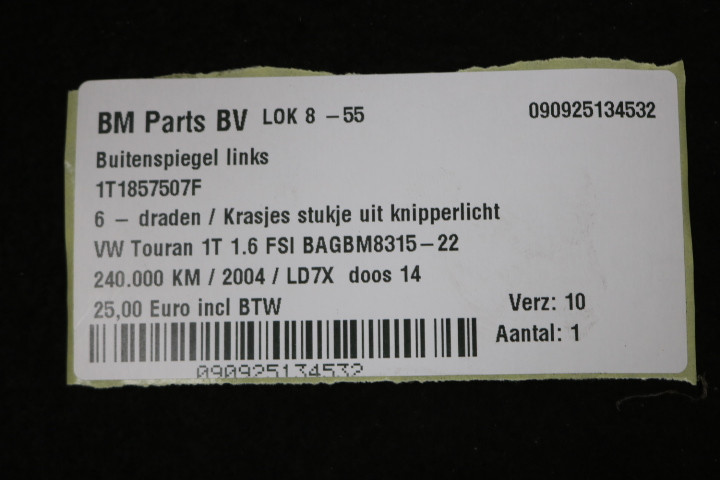 BM Parts BV LOK 8 - 55 090925134532
Buitenspiegel links
1T1857507F
6 - draden / Krasjes stukje uit knipperlicht
VW Touran 1T 1.6 FSI BAGBM8315-22
240.000 KM / 2004 / LD7X doos 14
25,00 Euro incl BTW Verz: 10
Aantal: 1
090925134532